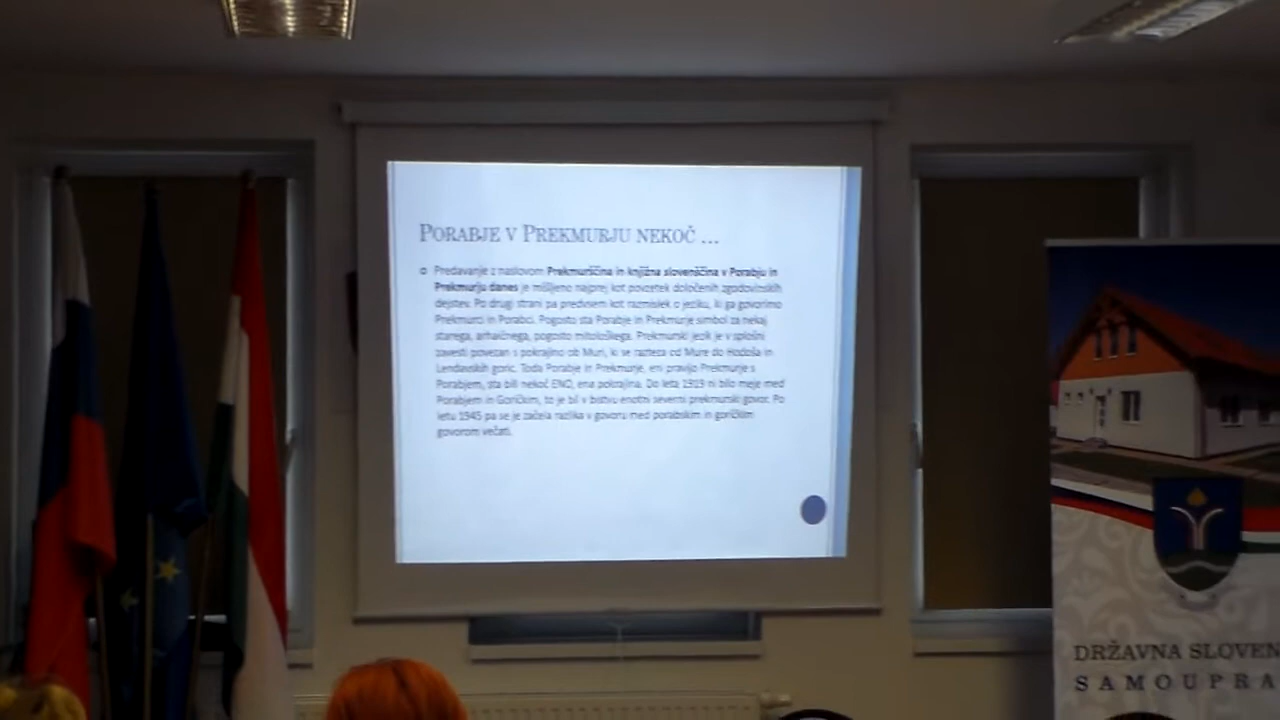 PORABJE V PREKMURJU NEKOČ ...
Predavanje z naslovom Prekmurščina in knjižna slovenščina v Porabju in
Prekmurju danes je mišljeno najprej kot povzetek določenih zgodovinskih
dejstev. Po drugi strani pa predvsem kot razmislek o jeziku, ki ga govorimo
Prekmurci in Porabci. Pogosto sta Porabje in Prekmurje simbol za nekaj
starega, arhaičnega, pogosto mitološkega. Prekmurski jezik je v splošni
zavesti povezan s pokrajino ob Muri, ki se razteza od Mure do Hodoša in
Lendavskih goric. Toda Porabje in Prekmurje, eni pravijo Prekmurje s
Porabjem, sta bili nekoč ENO, ena pokrajina. Do leta 1919 ni bilo meje med
Porabjem in Goričkim, to je bil v bistvu enotni severni prekmurski govor. Po
letu 1945 pa se je začela razlika v govoru med porabskim in goričkim
govorom večati.
DRŽAVNA SLOVEN
SAMOUPRA